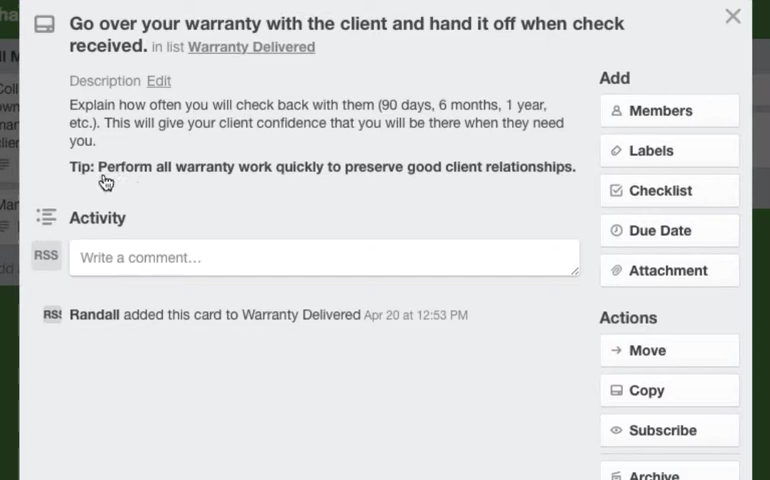 Go over your warranty with the client and hand it off when check
received. in list Warranty Delivered
Description Edit
Explain how often you will check back with them (90 days, 6 months, 1 year,
etc.). This will give your client confidence that you will be there when they need
you.
Tip: Perform all warranty work quickly to preserve good client relationships.
Activity
RSS
Write a comment…
Randall added this card to Warranty Delivered Apr 20 at 12:53 PM
Add
Members
Labels
Checklist
Due Date
Attachment
Actions
Move
Copy
Subscribe
Archive